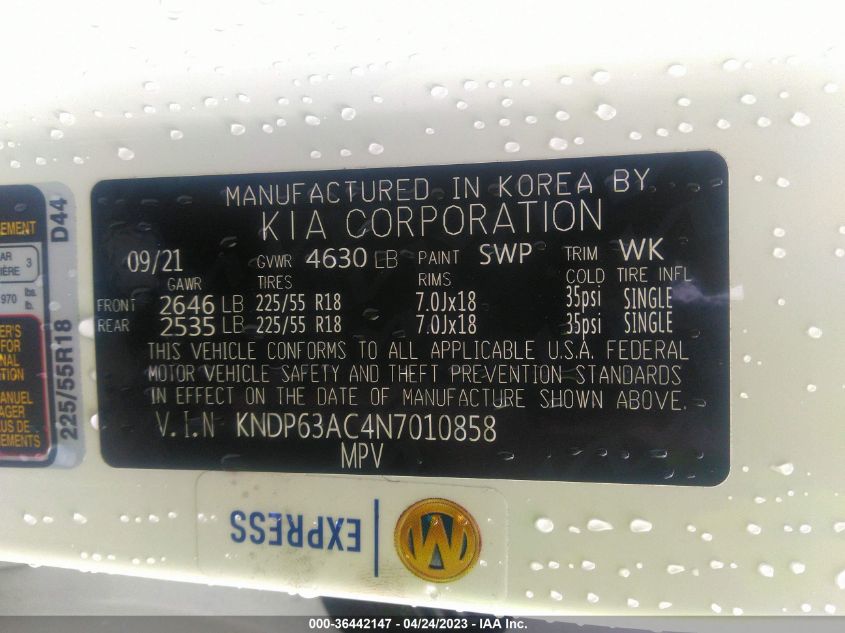 MANUFACTURED IN KOREA BY
KIA CORPORATION
09/21 GVWR 4630 LB PAINT SWP TRIM WK
GAWR TIRES RIMS COLD TIRE INFL
FRONT 2646 LB 225/55 R18 7.0Jx18 35psi SINGLE
REAR 2535 LB 225/55 R18 7.0Jx18 35psi SINGLE
THIS VEHICLE CONFORMS TO ALL APPLICABLE U.S.A. FEDERAL
MOTOR VEHICLE SAFETY AND THEFT PREVENTION STANDARDS
IN EFFECT ON THE DATE OF MANUFACTURE SHOWN ABOVE.
V.I.N KNDP63AC4N7010858
MPV
3
970 lbs.
225/55R18 D44
EXPRESS
000-36442147 - 04/24/2023 - IAA Inc.